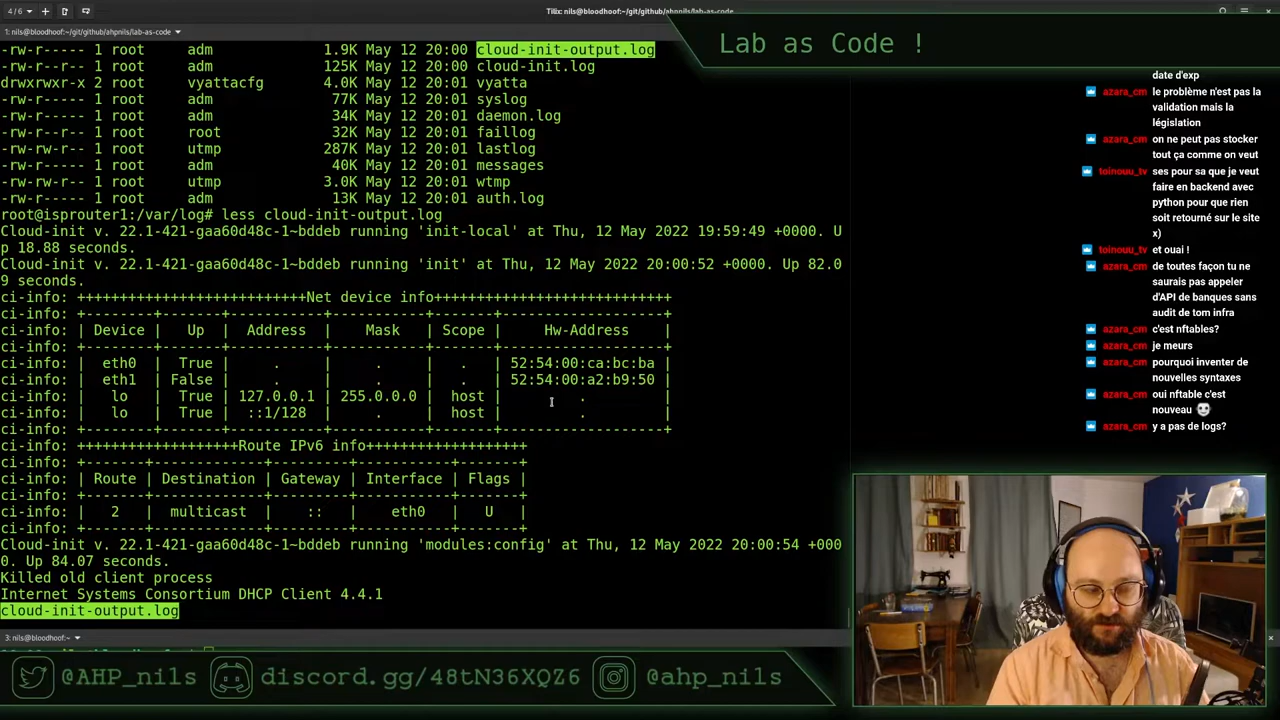 4/6
Tilix: nils@bloodhoof:~/git/github/ahpnils/lab-as-code
1: nils@bloodhoof:~/git/github/ahpnils/lab-as-code
-rw-r----- 1 root     adm       1.9K May 12 20:00 cloud-init-output.log
-rw-r----- 1 root     adm       125K May 12 20:00 cloud-init.log
drwxrwxr-x 2 root     vyattacfg 4.0K May 12 20:01 vyatta
-rw-r----- 1 root     adm        77K May 12 20:01 syslog
-rw-r----- 1 root     adm        34K May 12 20:01 daemon.log
-rw-r--r-- 1 root     root       32K May 12 20:01 faillog
-rw-rw-r-- 1 root     utmp      287K May 12 20:01 lastlog
-rw-r----- 1 root     adm        40K May 12 20:01 messages
-rw-rw-r-- 1 root     utmp      3.0K May 12 20:01 wtmp
-rw-r----- 1 root     adm        13K May 12 20:01 auth.log
root@isprouter1:/var/log# less cloud-init-output.log
Cloud-init v. 22.1-421-gaa60d48c-1~bddeb running 'init-local' at Thu, 12 May 2022 19:59:49 +0000. U
p 18.88 seconds.
Cloud-init v. 22.1-421-gaa60d48c-1~bddeb running 'init' at Thu, 12 May 2022 20:00:52 +0000. Up 82.0
9 seconds.
ci-info: ++++++++++++++++++++++++++++Net device info+++++++++++++++++++++++++++++
ci-info: +--------+-------+-----------+-----------+-------+-------------------+
ci-info: | Device |   Up  |  Address  |    Mask   | Scope |     Hw-Address    |
ci-info: +--------+-------+-----------+-----------+-------+-------------------+
ci-info: |  eth0  |  True |     .     |     .     |   .   | 52:54:00:ca:bc:ba |
ci-info: |  eth1  | False |     .     |     .     |   .   | 52:54:00:a2:b9:50 |
ci-info: |   lo   |  True | 127.0.0.1 | 255.0.0.0 |  host |         .         |
ci-info: |   lo   |  True |  ::1/128  |     .     |  host |         .         |
ci-info: +--------+-------+-----------+-----------+-------+-------------------+
ci-info: +++++++++++++++++++Route IPv6 info+++++++++++++++++++
ci-info: +-------+-------------+---------+-----------+-------+
ci-info: | Route | Destination | Gateway | Interface | Flags |
ci-info: +-------+-------------+---------+-----------+-------+
ci-info: |   2   |  multicast  |    ::   |    eth0   |   U   |
ci-info: +-------+-------------+---------+-----------+-------+
Cloud-init v. 22.1-421-gaa60d48c-1~bddeb running 'modules:config' at Thu, 12 May 2022 20:00:54 +000
0. Up 84.07 seconds.
Killed old client process
Internet Systems Consortium DHCP Client 4.4.1
cloud-init-output.log
3: nils@bloodhoof:~
Lab as Code !
date d'exp
azara_cm le problème n'est pas la
validation mais la
législation
azara_cm on ne peut pas stocker
tout ça comme on veut
toinouu_tv ses pour sa que je veut
faire en backend avec
python pour que rien
soit retourné sur le site
x)
toinouu_tv et ouai !
azara_cm de toutes façon tu ne
saurais pas appeler
d'API de banques sans
audit de tom infra
azara_cm c'est nftables?
azara_cm je meurs
azara_cm pourquoi inventer de
nouvelles syntaxes
azara_cm oui nftable c'est
nouveau
azara_cm y a pas de logs?
@AHP_nils
discord.gg/48tN36XQZ6
@ahp_nils